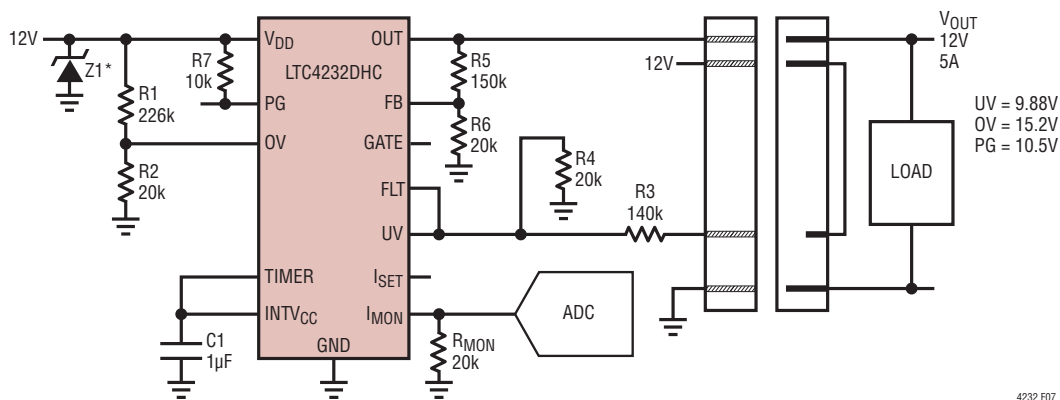 12V
Z1*
R1
226k
R2
20k
R7
10k
VDD
PG
OV
TIMER
INTVCC
C1
1µF
LTC4232DHC
GND
OUT
FB
GATE
FLT
UV
ISET
IMON
R5
150k
R6
20k
R4
20k
R3
140k
RMON
20k
ADC
12V
LOAD
VOUT
12V
5A
UV = 9.88V
OV = 15.2V
PG = 10.5V
4232 F07